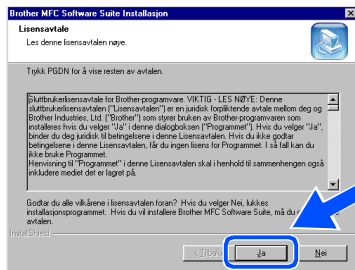 Brother MFC Software Suite Installasjon
Lisensavtale
Les denne lisensavtalen nøye.
Trykk PGDN for å vise resten av avtalen.
Sluttbrukerlisensavtale for Brother-programvare. VIKTIG - LES NØYE: Denne
sluttbrukerlisensavtalen ("Lisensavtalen") er en juridisk forpliktende avtale mellom deg og
Brother Industries, Ltd. ("Brother") som styrer bruken av Brother-programvaren som
installeres hvis du velger "Ja" i denne dialogboksen ("Programmet"). Hvis du velger "Ja",
binder du deg juridisk til betingelsene i denne Lisensavtalen. Hvis du ikke godtar
betingelsene i denne Lisensavtalen, får du ingen lisens for Programmet. I så fall kan du
ikke bruke Programmet.
Henvisning til "Programmet" i denne Lisensavtalen skal i henhold til sammenhengen også
inkludere mediet det er lagret på.
Godtar du alle vilkårene i lisensavtalen foran? Hvis du velger Nei, lukkes
installasjonsprogrammet. Hvis du vil installere Brother MFC Software Suite, må du
avtalen.
InstallShield
< Tilbake
Ja
Nei